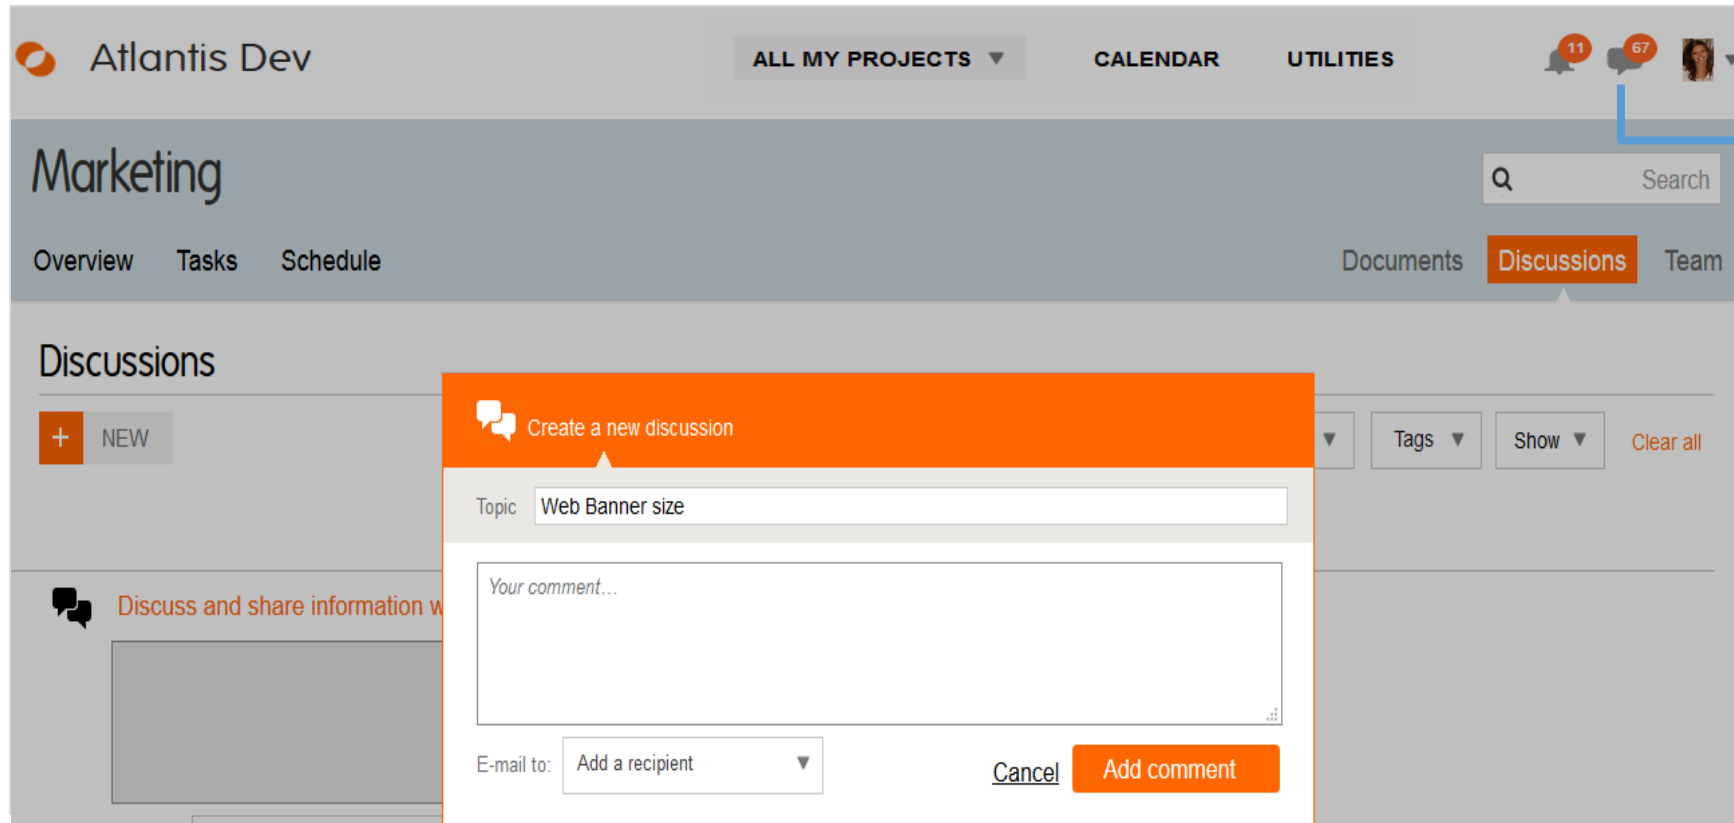 Atlantis Dev
ALL MY PROJECTS
CALENDAR
UTILITIES
11
67
Marketing
Search
Overview
Tasks
Schedule
Documents
Discussions
Team
Discussions
+ NEW
Tags
Show
Clear all
Create a new discussion
Topic
Web Banner size
Discuss and share information
Your comment...
E-mail to:
Add a recipient
Cancel
Add comment